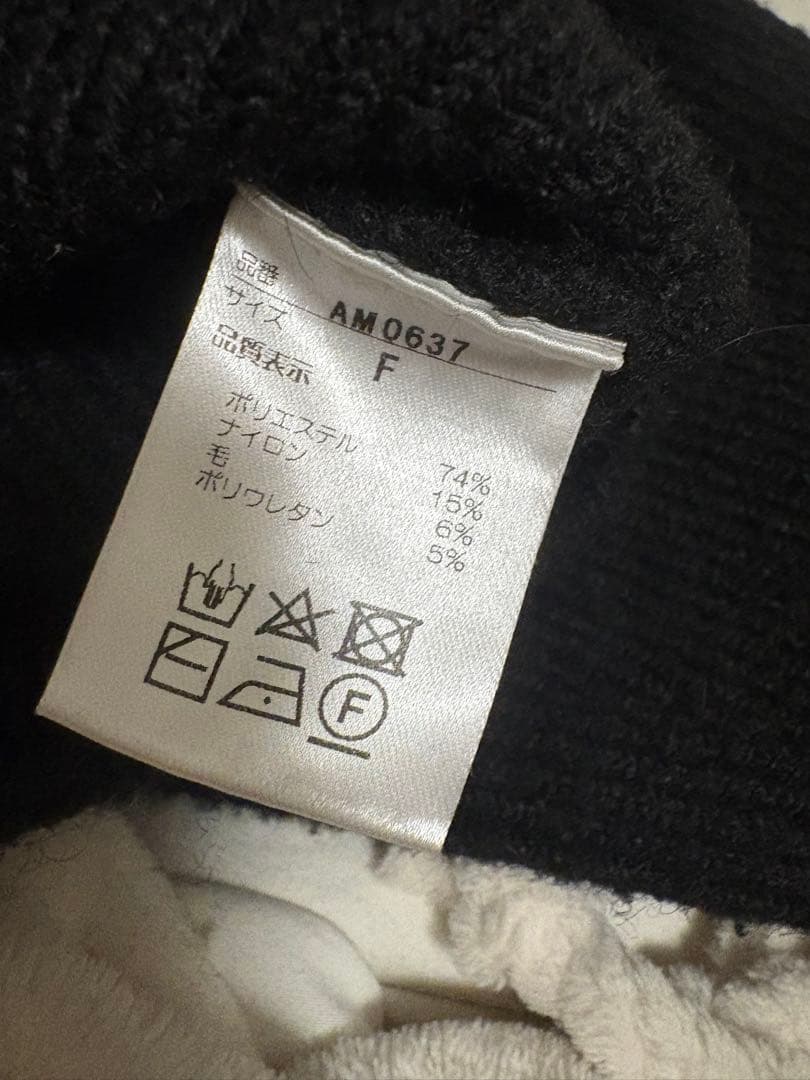 品番 AM0637
サイズ F
品質表示
ポリエステル 74%
ナイロン 15%
毛 6%
ポリウレタン 5%
F